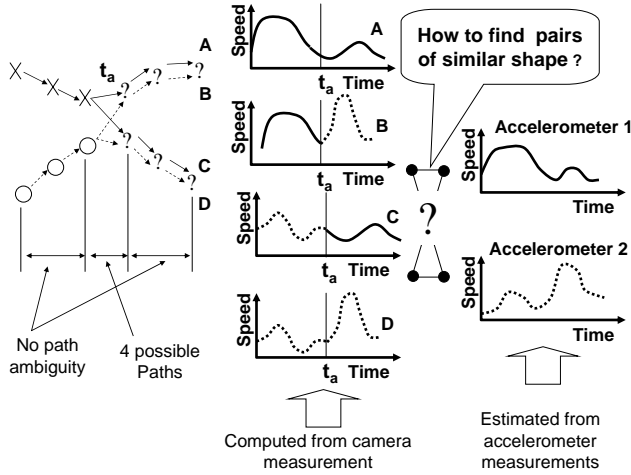 A
B
C
D
t_a
X
X
X
?
?
?
?
?
?
No path
ambiguity
4 possible
Paths
Speed
A
t_a Time
Speed
B
t_a Time
Speed
C
t_a Time
Speed
D
t_a Time
Computed from camera
measurement
How to find pairs
of similar shape ?
?
Accelerometer 1
Speed
Time
Accelerometer 2
Speed
Time
Estimated from
accelerometer
measurements